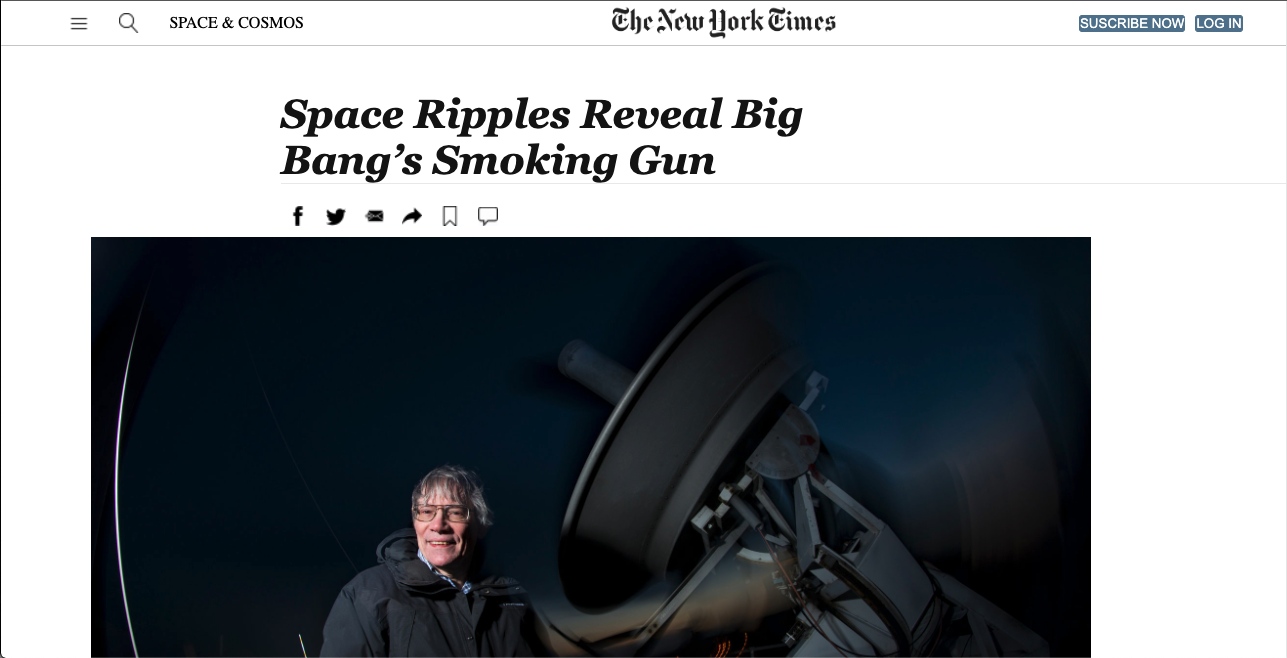 SPACE & COSMOS
The New York Times
SUSCRIBE NOW
LOG IN
Space Ripples Reveal Big
Bang’s Smoking Gun